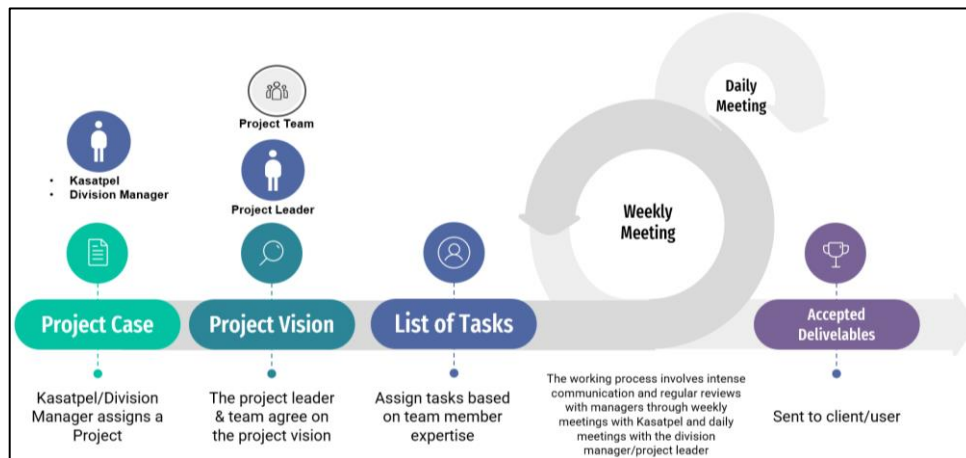 Daily
Meeting
Project Team
• Kasatpel
• Division Manager
Project Leader
Weekly
Meeting
Project Case
Project Vision
List of Tasks
Accepted
Delivelables
Kasatpel/Division
Manager assigns a
Project
The project leader
& team agree on
the project vision
Assign tasks based
on team member
expertise
The working process involves intense
communication and regular reviews
with managers through weekly
meetings with Kasatpel and daily
meetings with the division
manager/project leader
Sent to client/user